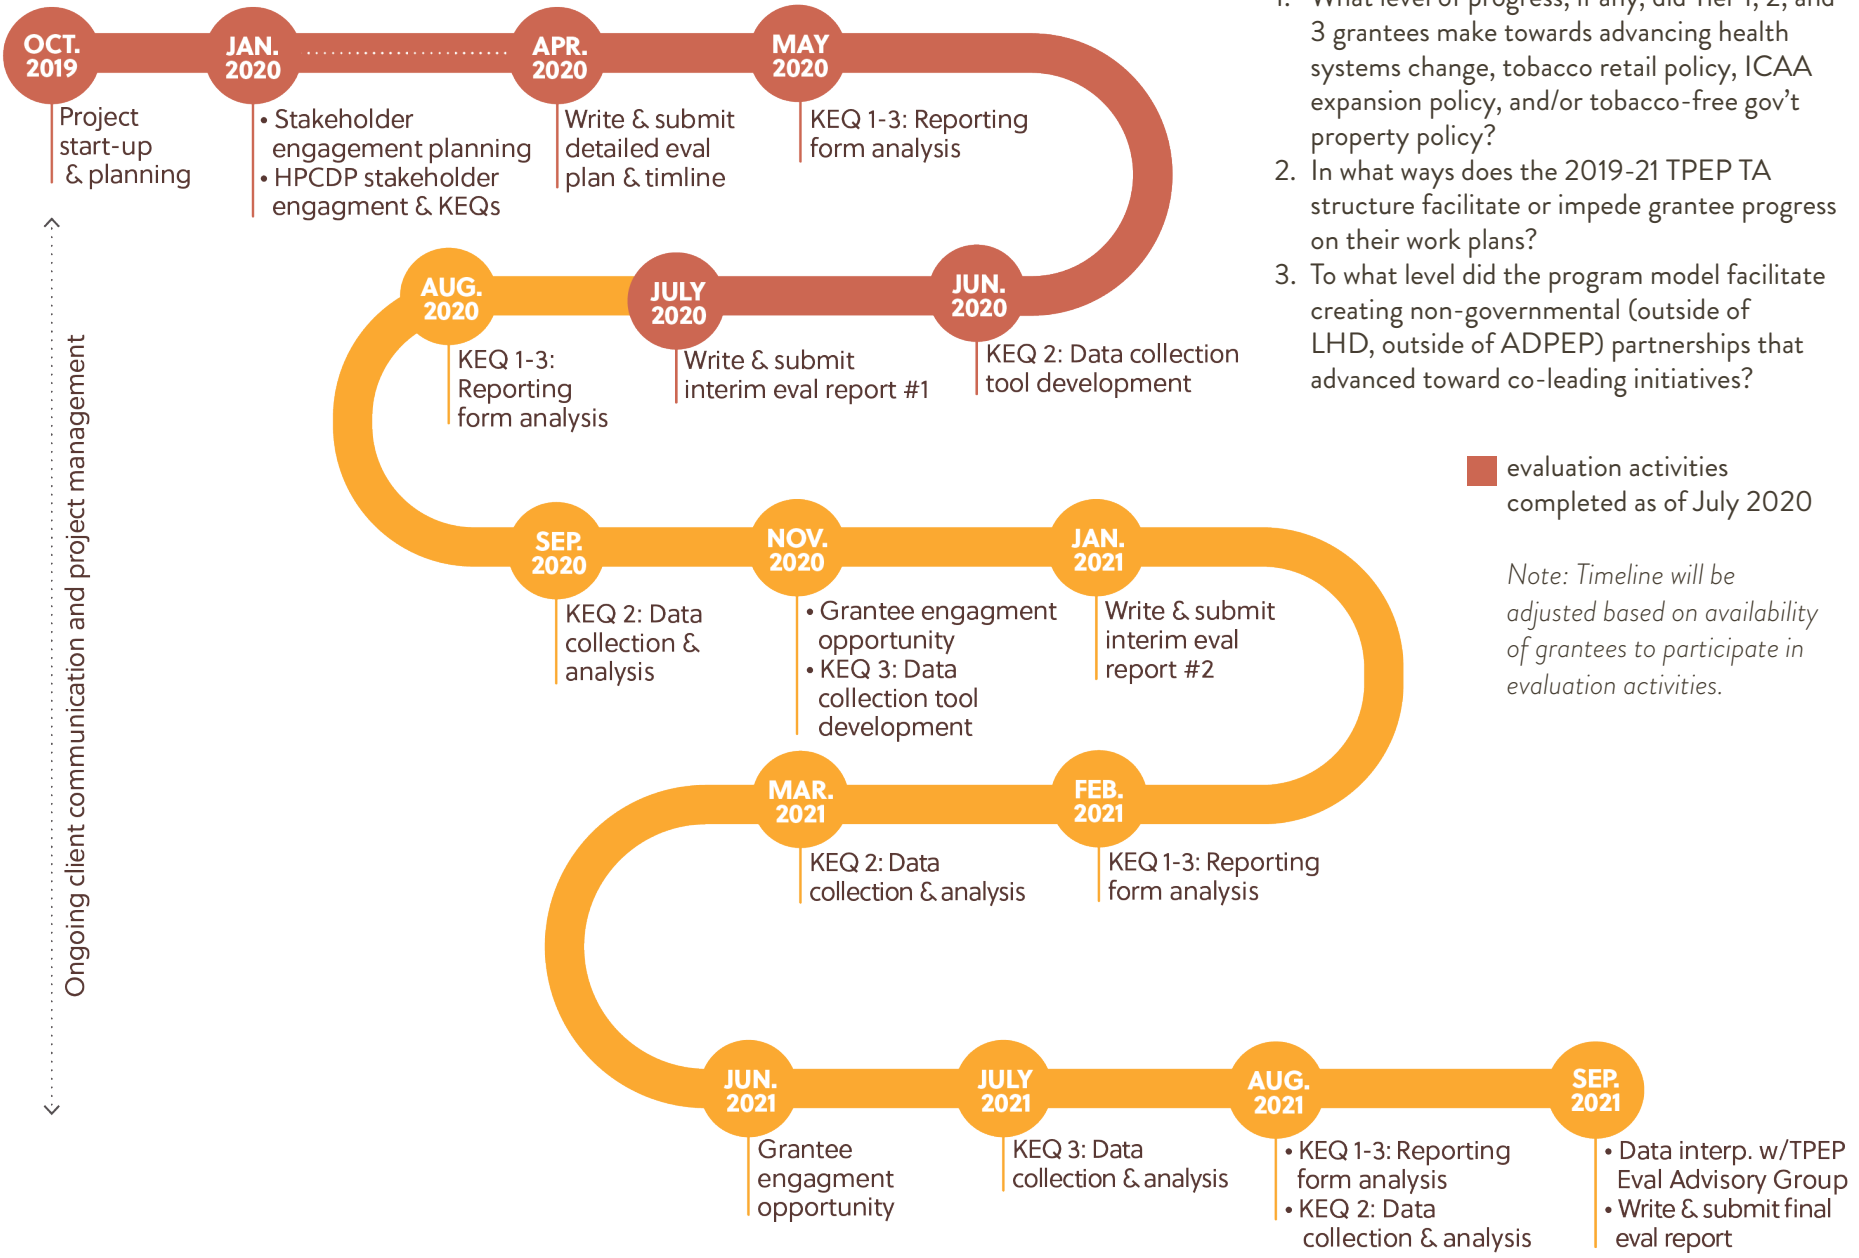 OCT.
2019
Project
start-up
& planning
JAN.
2020
• Stakeholder
engagement planning
• HPCDP stakeholder
engagment & KEQs
APR.
2020
Write & submit
detailed eval
plan & timline
MAY
2020
KEQ 1-3: Reporting
form analysis
JUN.
2020
KEQ 2: Data collection
tool development
JULY
2020
Write & submit
interim eval report #1
AUG.
2020
KEQ 1-3:
Reporting
form analysis
SEP.
2020
KEQ 2: Data
collection &
analysis
NOV.
2020
• Grantee engagment
opportunity
• KEQ 3: Data
collection tool
development
JAN.
2021
Write & submit
interim eval
report #2
FEB.
2021
KEQ 1-3: Reporting
form analysis
MAR.
2021
KEQ 2: Data
collection & analysis
JUN.
2021
Grantee
engagment
opportunity
JULY
2021
KEQ 3: Data
collection & analysis
AUG.
2021
• KEQ 1-3: Reporting
form analysis
• KEQ 2: Data
collection & analysis
SEP.
2021
• Data interp. w/TPEP
Eval Advisory Group
• Write & submit final
eval report
Ongoing client communication and project management
1. What level of progress, if any, did Tier 1, 2, and
3 grantees make towards advancing health
systems change, tobacco retail policy, ICAA
expansion policy, and/or tobacco-free gov't
property policy?
2. In what ways does the 2019-21 TPEP TA
structure facilitate or impede grantee progress
on their work plans?
3. To what level did the program model facilitate
creating non-governmental (outside of
LHD, outside of ADPEP) partnerships that
advanced toward co-leading initiatives?
evaluation activities
completed as of July 2020
Note: Timeline will be
adjusted based on availability
of grantees to participate in
evaluation activities.